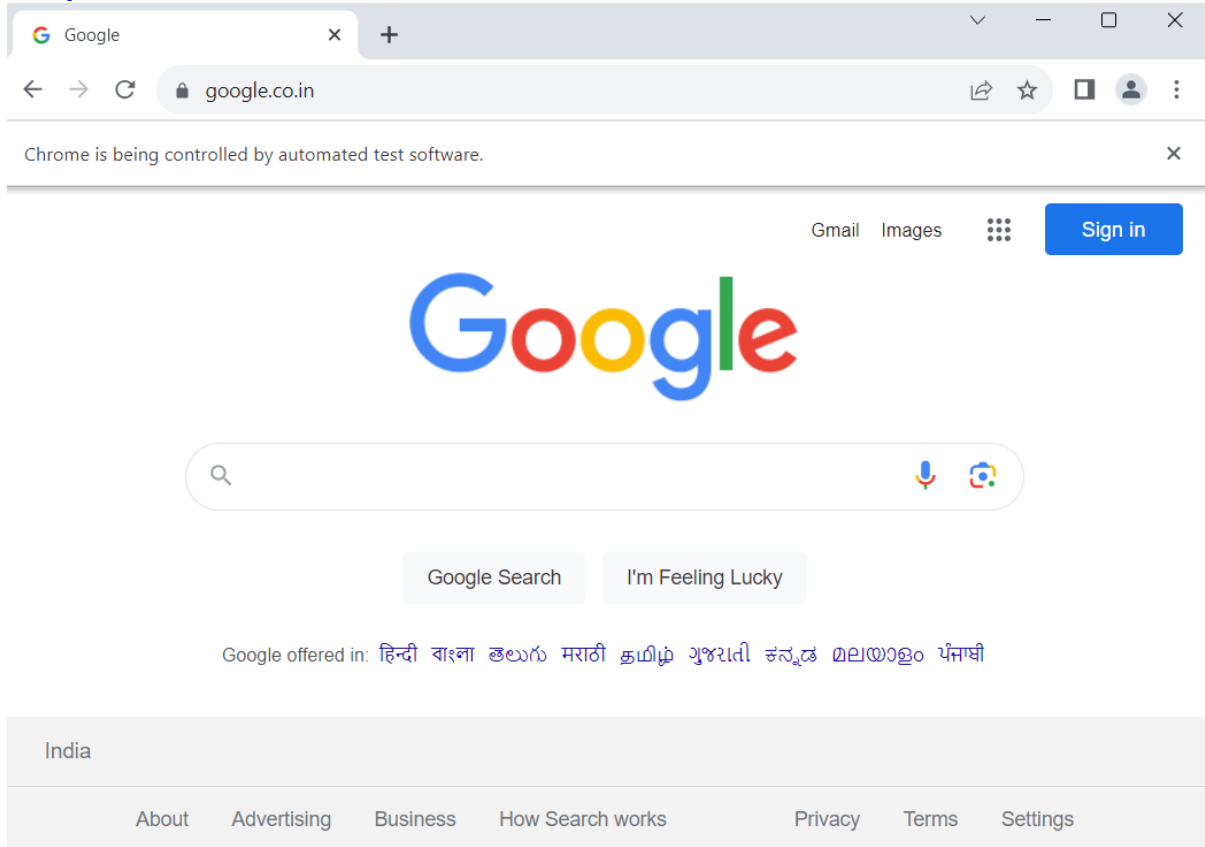 Google
google.co.in
Chrome is being controlled by automated test software.
Gmail Images Sign in
Google
Google Search I'm Feeling Lucky
Google offered in: हिन्दी বাংলা తెలుగు मराठी தமிழ் ગુજરાતી ಕನ್ನಡ മലയാളം ਪੰਜਾਬੀ
India
About Advertising Business How Search works Privacy Terms Settings